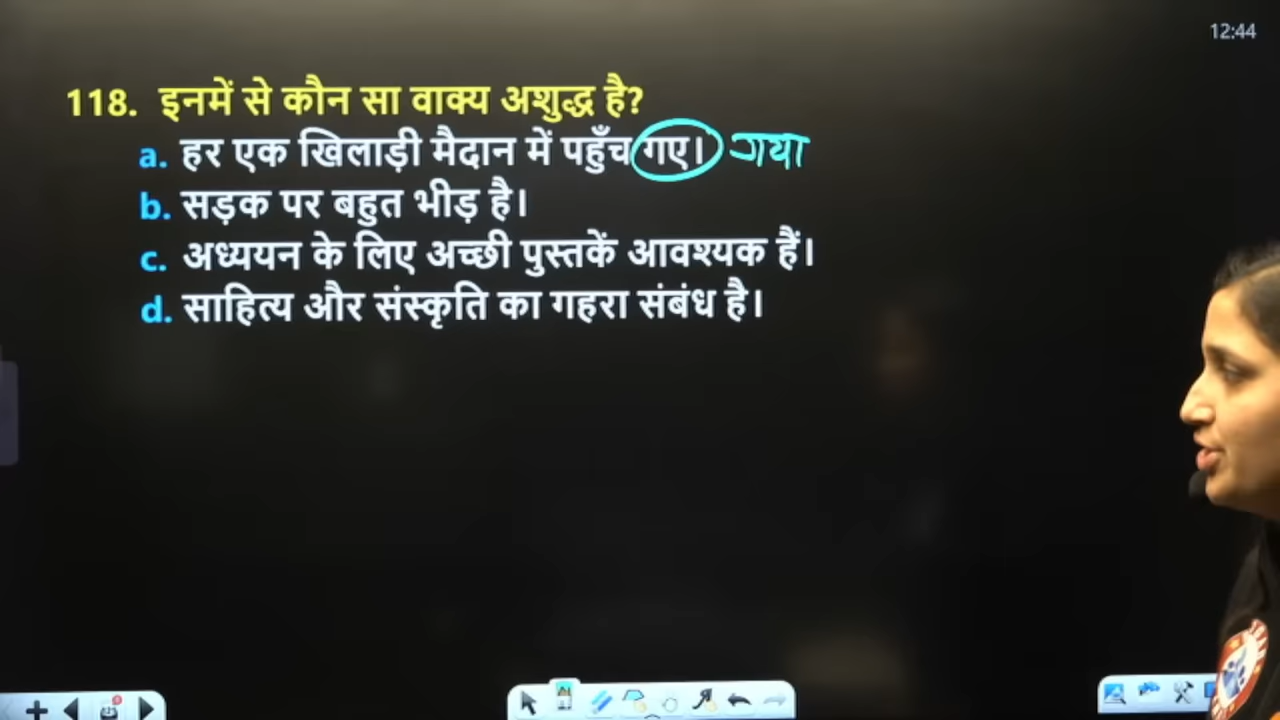 12:44
118. इनमें से कौन सा वाक्य अशुद्ध है?
a. हर एक खिलाड़ी मैदान में पहुँच गए। गया
b. सड़क पर बहुत भीड़ है।
c. अध्ययन के लिए अच्छी पुस्तकें आवश्यक हैं।
d. साहित्य और संस्कृति का गहरा संबंध है।